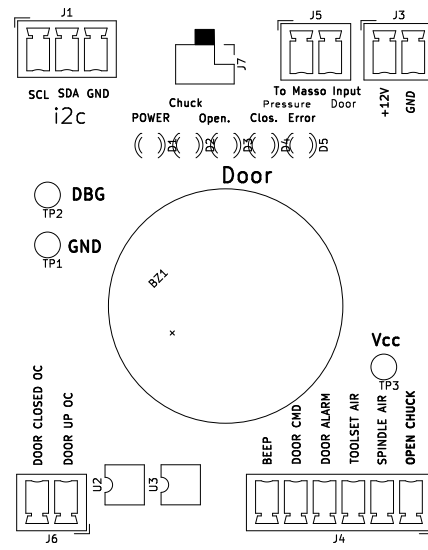 J1
J5
J3
J7
SCL SDA GND
i2c
To Masso Input
Pressure Door
+12V
GND
Chuck
POWER Open. Clos. Error
D1
D2
D3
D4
D5
Door
DBG
TP2
GND
TP1
BZ1
Vcc
TP3
DOOR CLOSED OC
DOOR UP OC
BEEP
DOOR CMD
DOOR ALARM
TOOLSET AIR
SPINDLE AIR
OPEN CHUCK
U2
U3
J6
J4